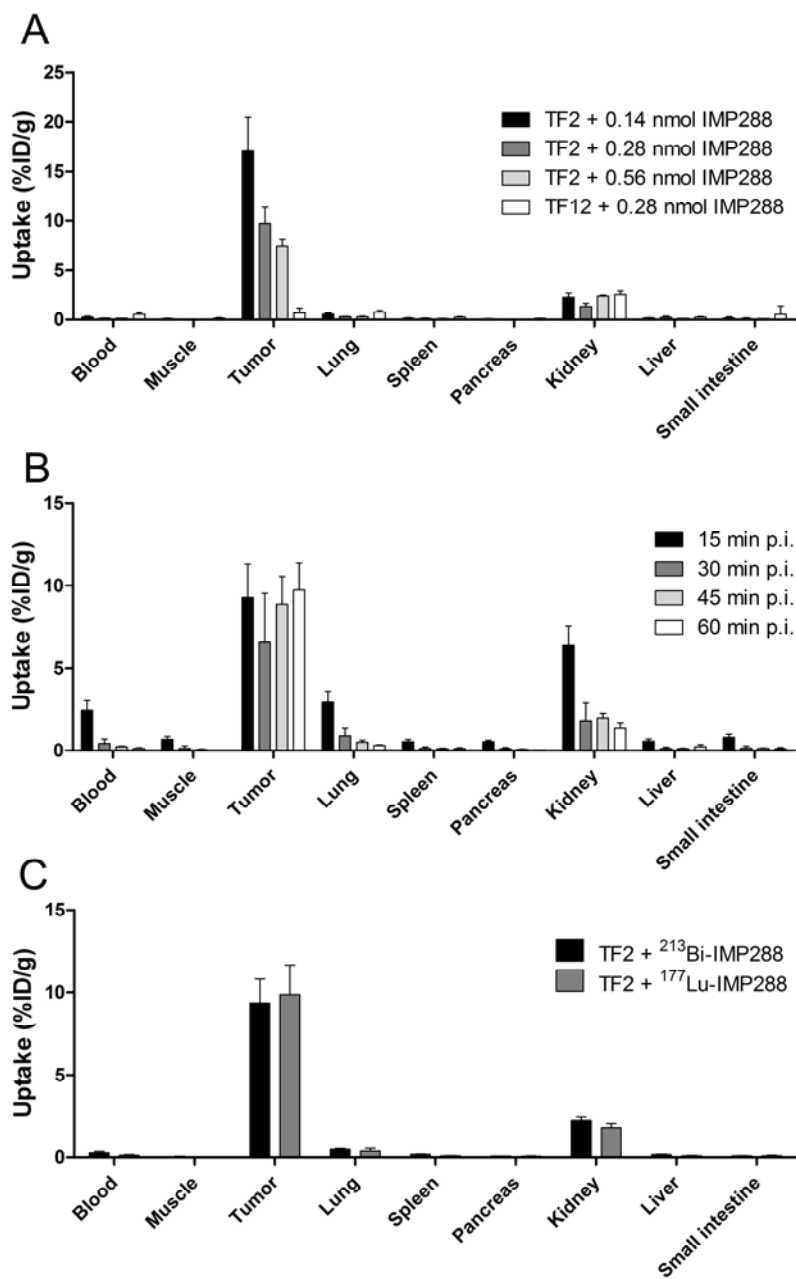 A
Uptake (%ID/g)
25
20
15
10
5
0
TF2 + 0.14 nmol IMP288
TF2 + 0.28 nmol IMP288
TF2 + 0.56 nmol IMP288
TF12 + 0.28 nmol IMP288
Blood
Muscle
Tumor
Lung
Spleen
Pancreas
Kidney
Liver
Small intestine
B
Uptake (%ID/g)
15
10
5
0
15 min p.i.
30 min p.i.
45 min p.i.
60 min p.i.
Blood
Muscle
Tumor
Lung
Spleen
Pancreas
Kidney
Liver
Small intestine
C
Uptake (%ID/g)
15
10
5
0
TF2 + ²¹³Bi-IMP288
TF2 + ¹⁷⁷Lu-IMP288
Blood
Muscle
Tumor
Lung
Spleen
Pancreas
Kidney
Liver
Small intestine